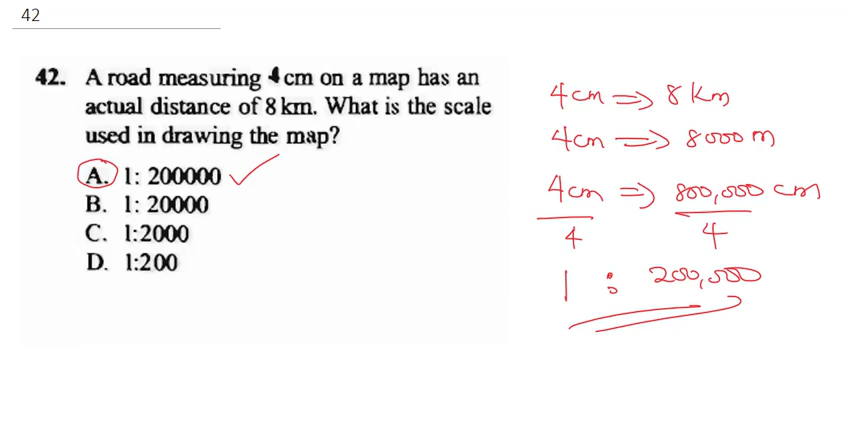 42
42. A road measuring 4 cm on a map has an
actual distance of 8 km. What is the scale
used in drawing the map?
A. 1: 200000
B. 1: 20000
C. 1:2000
D. 1:200
4cm => 8 Km
4cm => 8000 m
4cm => 800,000 cm
4 4
1 : 200,000